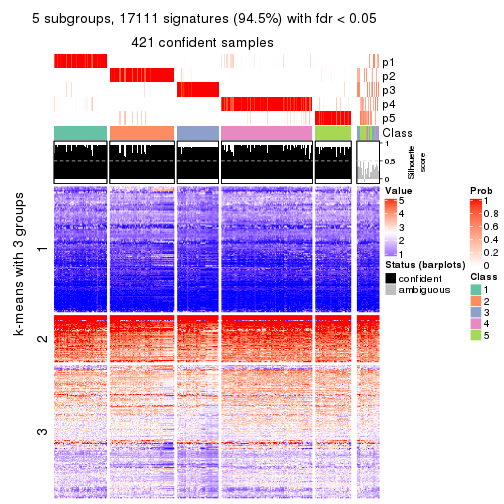 5 subgroups, 17111 signatures (94.5%) with fdr < 0.05
421 confident samples
p1
p2
p3
p4
p5
Class
1
0.5
0
Silhouette
score
k-means with 3 groups
1
2
3
Value
5
4
3
2
1
Status (barplots)
confident
ambiguous
Prob
1
0.8
0.6
0.4
0.2
0
Class
1
2
3
4
5